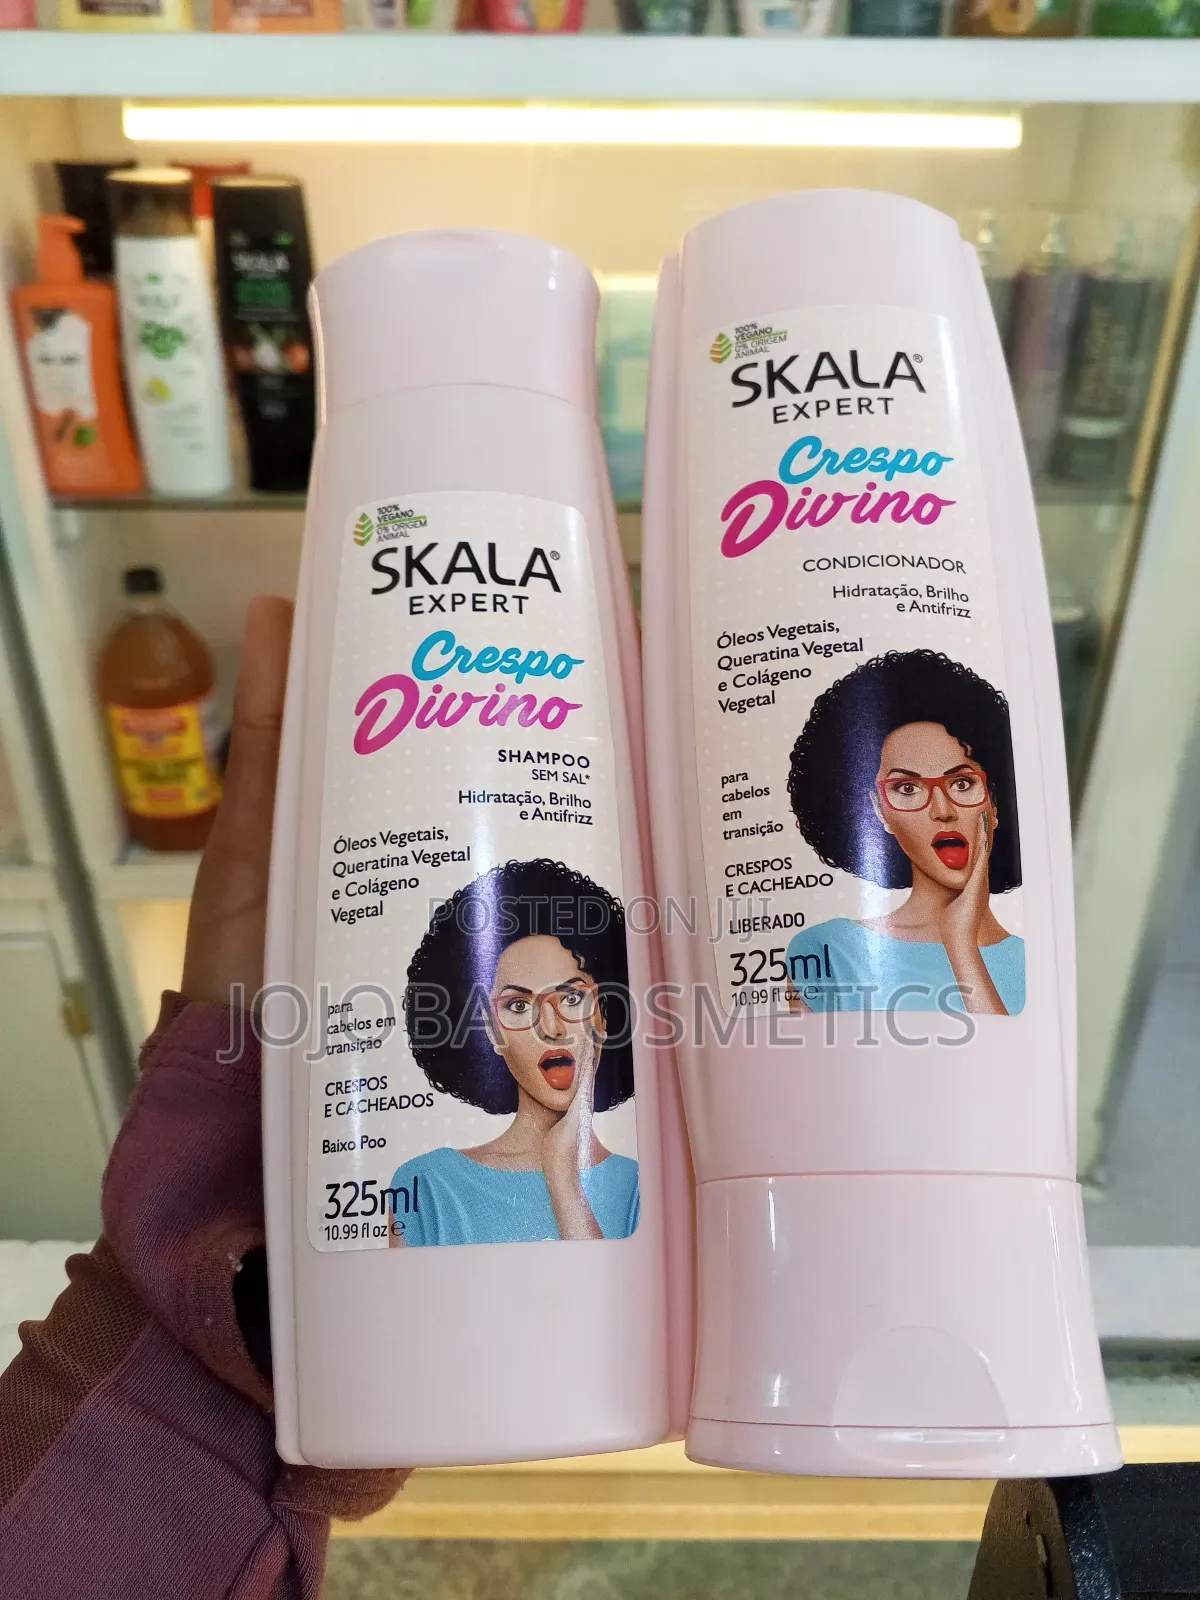 100%
VEGANO
0% ORIGEM
ANIMAL
SKALA®
EXPERT
Crespo
Divino
SHAMPOO
SEM SAL*
Hidratação, Brilho
e Antifrizz
Óleos Vegetais,
Queratina Vegetal
e Colágeno
Vegetal
para
cabelos em
transição
CRESPOS
E CACHEADOS
Baixo Poo
325ml
10.99 fl oz ℮
100%
VEGANO
0% ORIGEM
ANIMAL
SKALA®
EXPERT
Crespo
Divino
CONDICIONADOR
Hidratação, Brilho
e Antifrizz
Óleos Vegetais,
Queratina Vegetal
e Colágeno
Vegetal
para
cabelos
em
transição
CRESPOS
E CACHEADO
LIBERADO
325ml
10.99 fl oz ℮
POSTED ON JIJI
JOJOBA COSMETICS